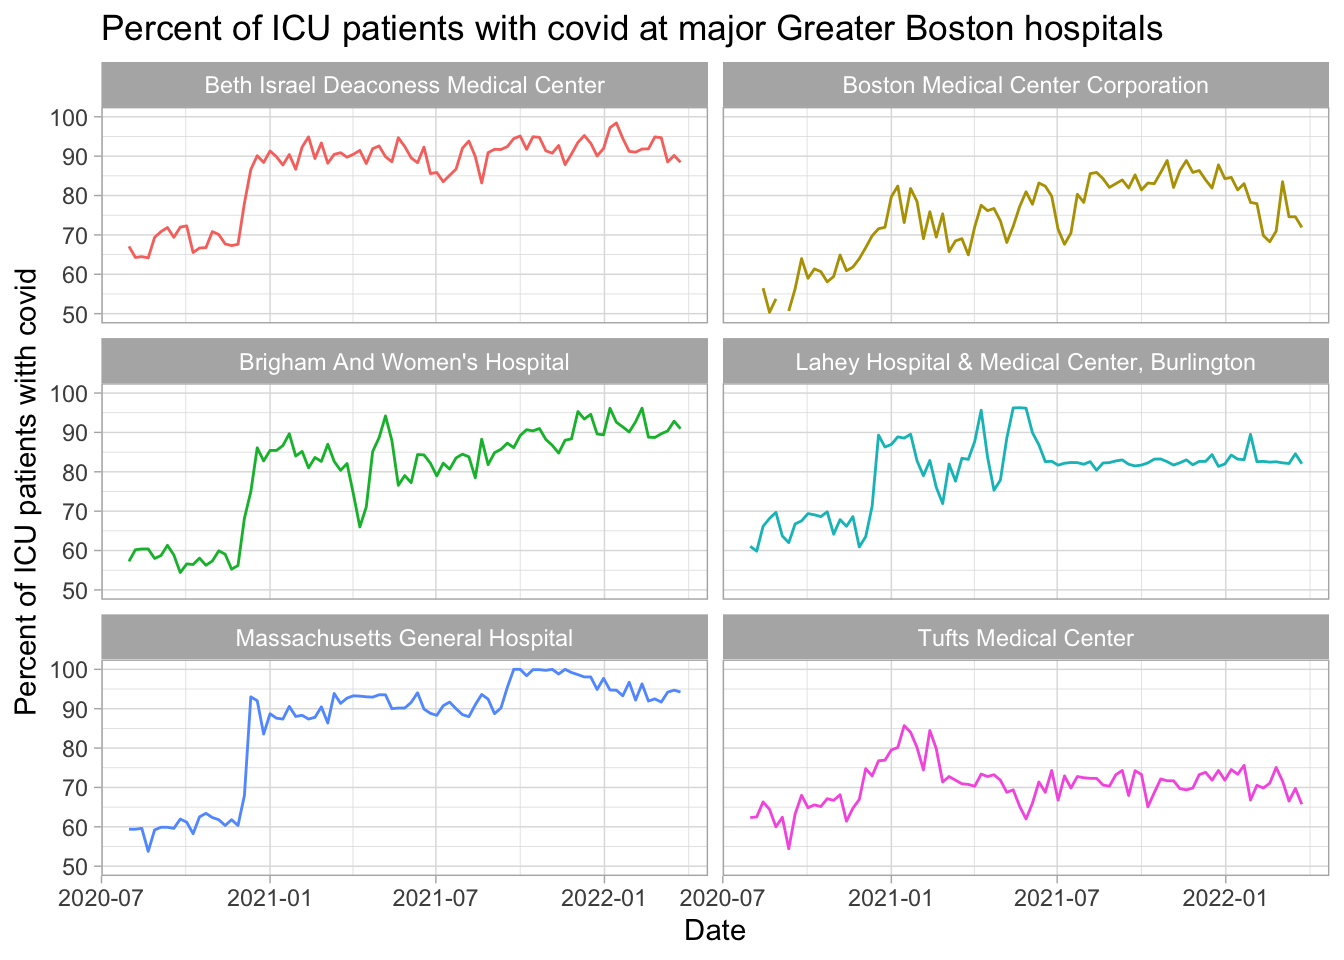 Percent of ICU patients with covid at major Greater Boston hospitals
Beth Israel Deaconess Medical Center
Boston Medical Center Corporation
100
90
80
70
60
50
Brigham And Women's Hospital
Lahey Hospital & Medical Center, Burlington
100
90
80
70
60
50
Massachusetts General Hospital
Tufts Medical Center
100
90
80
70
60
50
2020-07 2021-01 2021-07 2022-01 2020-07 2021-01 2021-07 2022-01
Date
Percent of ICU patients witth covid